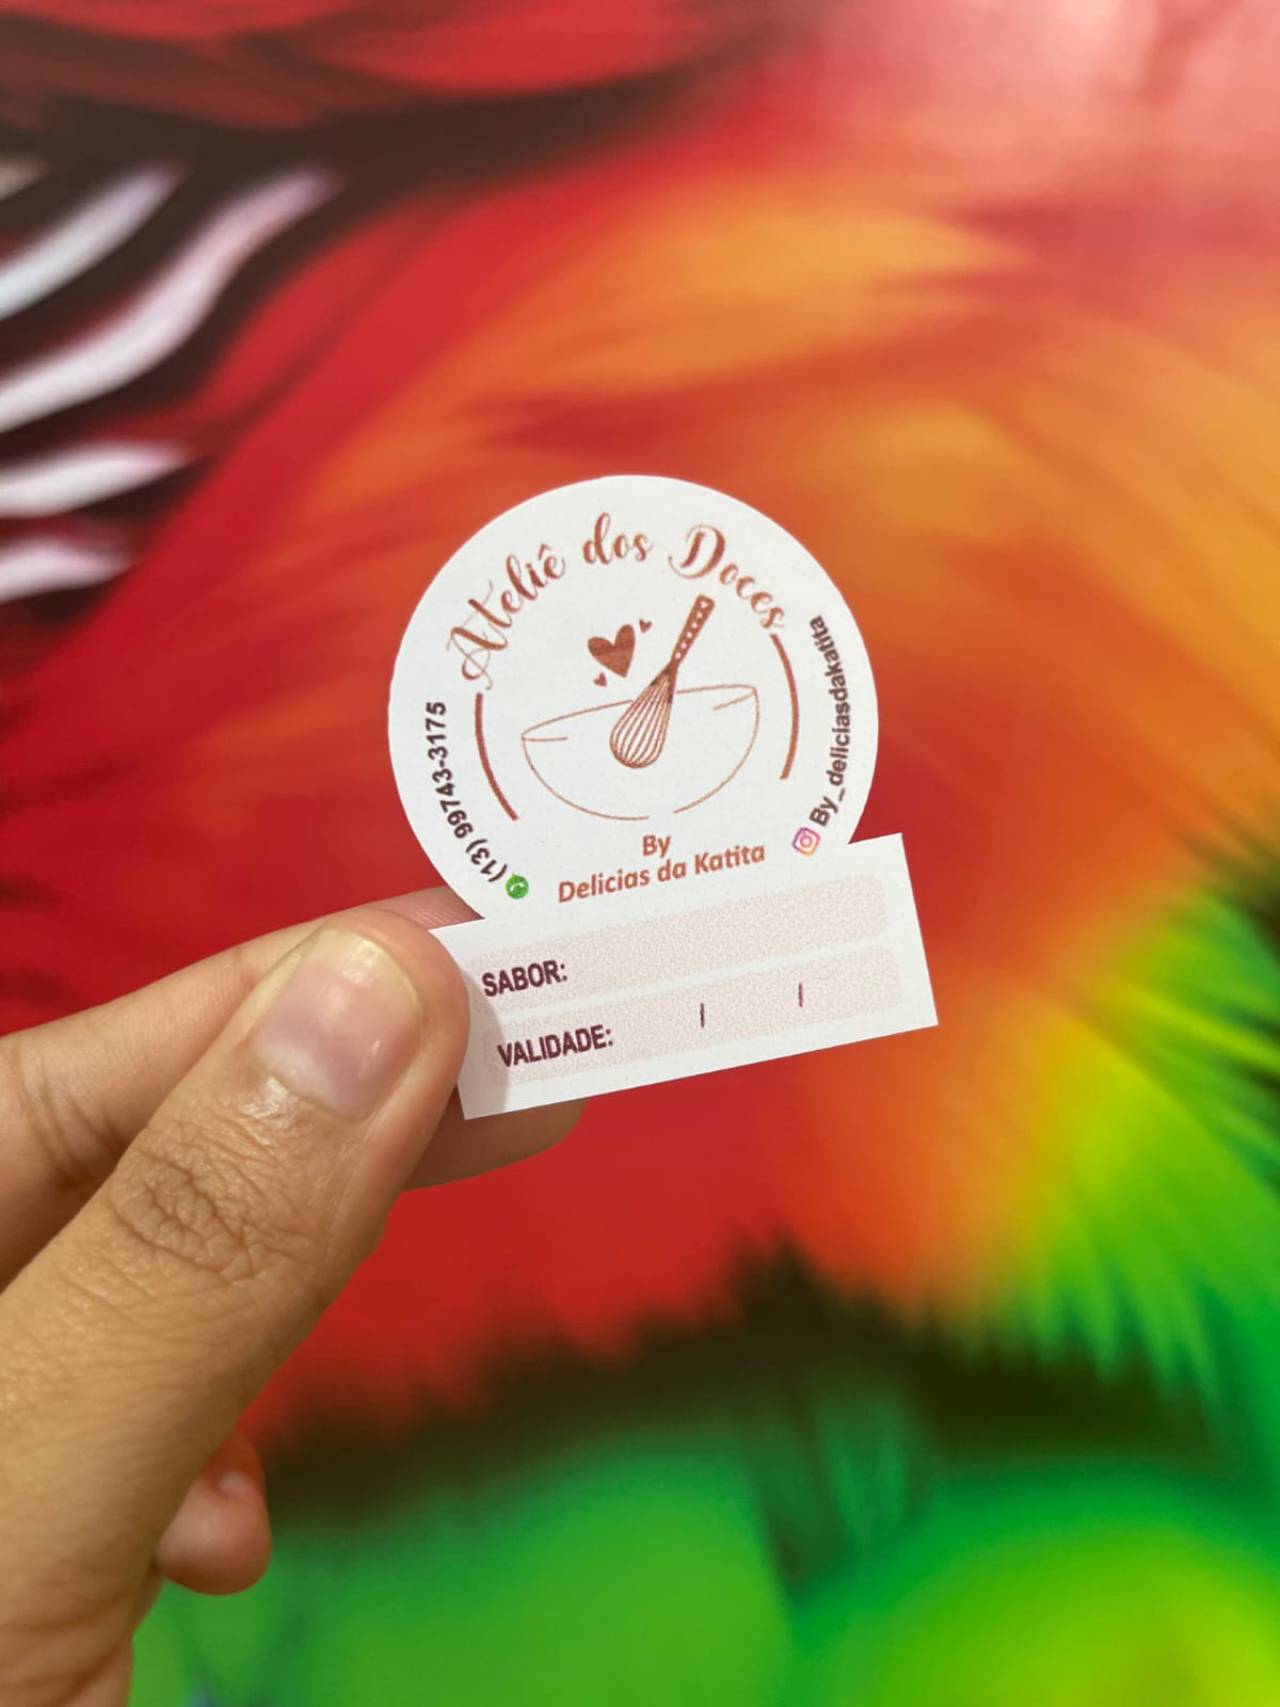 Ateliê dos Doces
(13) 99743-3175
By_deliciasdakatita
By
Delicias da Katita
SABOR:
VALIDADE: / /